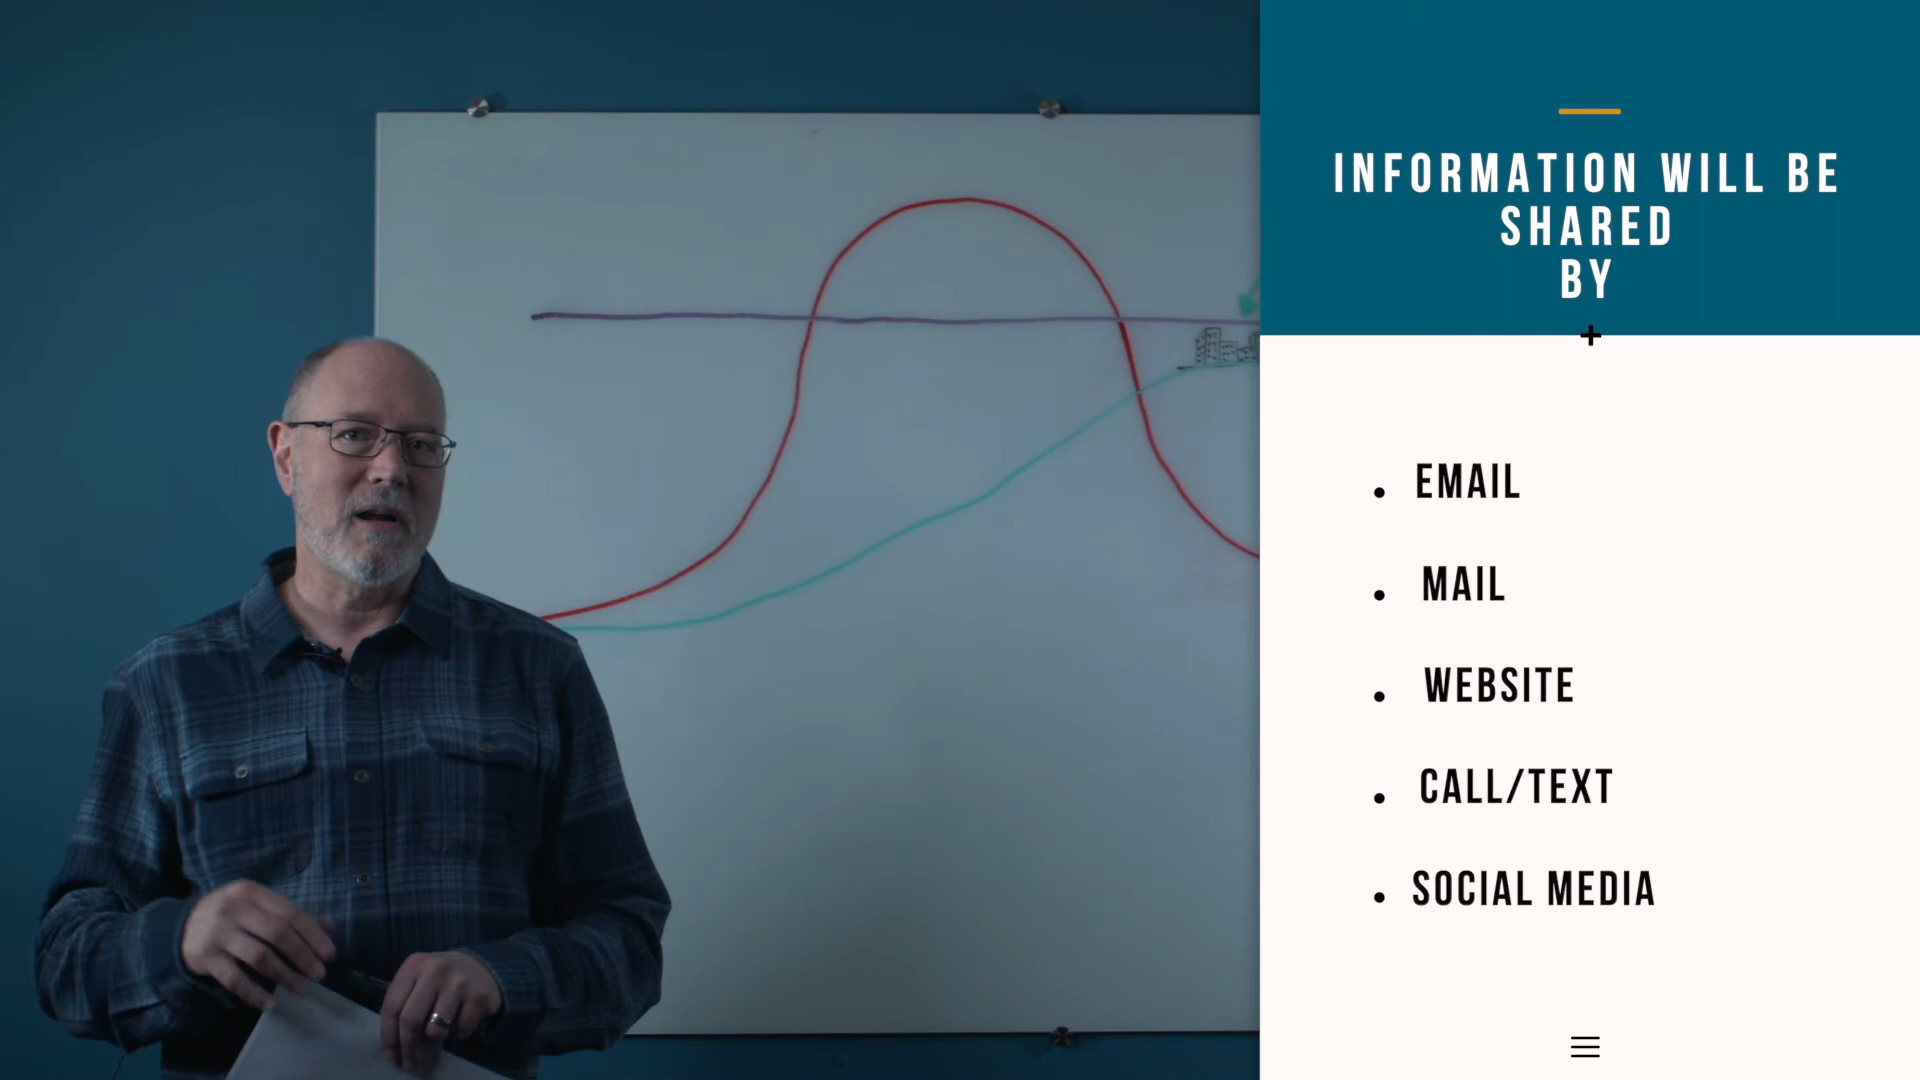 INFORMATION WILL BE
SHARED
BY
EMAIL
MAIL
WEBSITE
CALL/TEXT
SOCIAL MEDIA